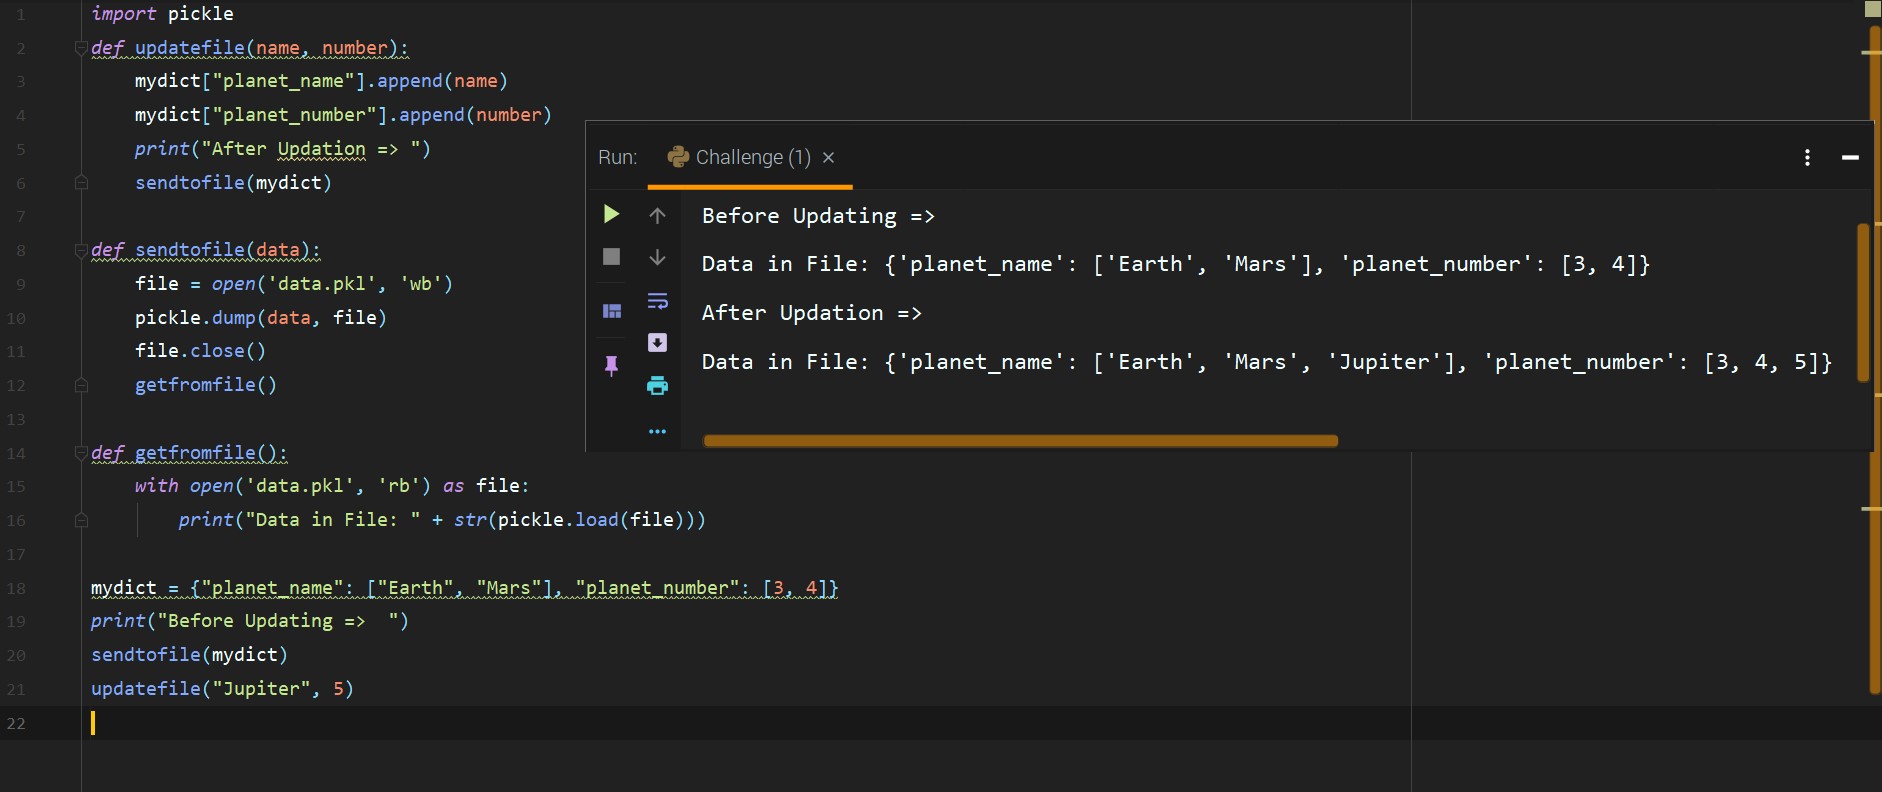 1 import pickle
2 def updatefile(name, number):
3 mydict["planet_name"].append(name)
4 mydict["planet_number"].append(number)
5 print("After Updation => ")
6 sendtofile(mydict)
7
8 def sendtofile(data):
9 file = open('data.pkl', 'wb')
10 pickle.dump(data, file)
11 file.close()
12 getfromfile()
13
14 def getfromfile():
15 with open('data.pkl', 'rb') as file:
16 print("Data in File: " + str(pickle.load(file)))
17
18 mydict = {"planet_name": ["Earth", "Mars"], "planet_number": [3, 4]}
19 print("Before Updating =>  ")
20 sendtofile(mydict)
21 updatefile("Jupiter", 5)
22
Run: Challenge (1) ×
Before Updating =>
Data in File: {'planet_name': ['Earth', 'Mars'], 'planet_number': [3, 4]}
After Updation =>
Data in File: {'planet_name': ['Earth', 'Mars', 'Jupiter'], 'planet_number': [3, 4, 5]}